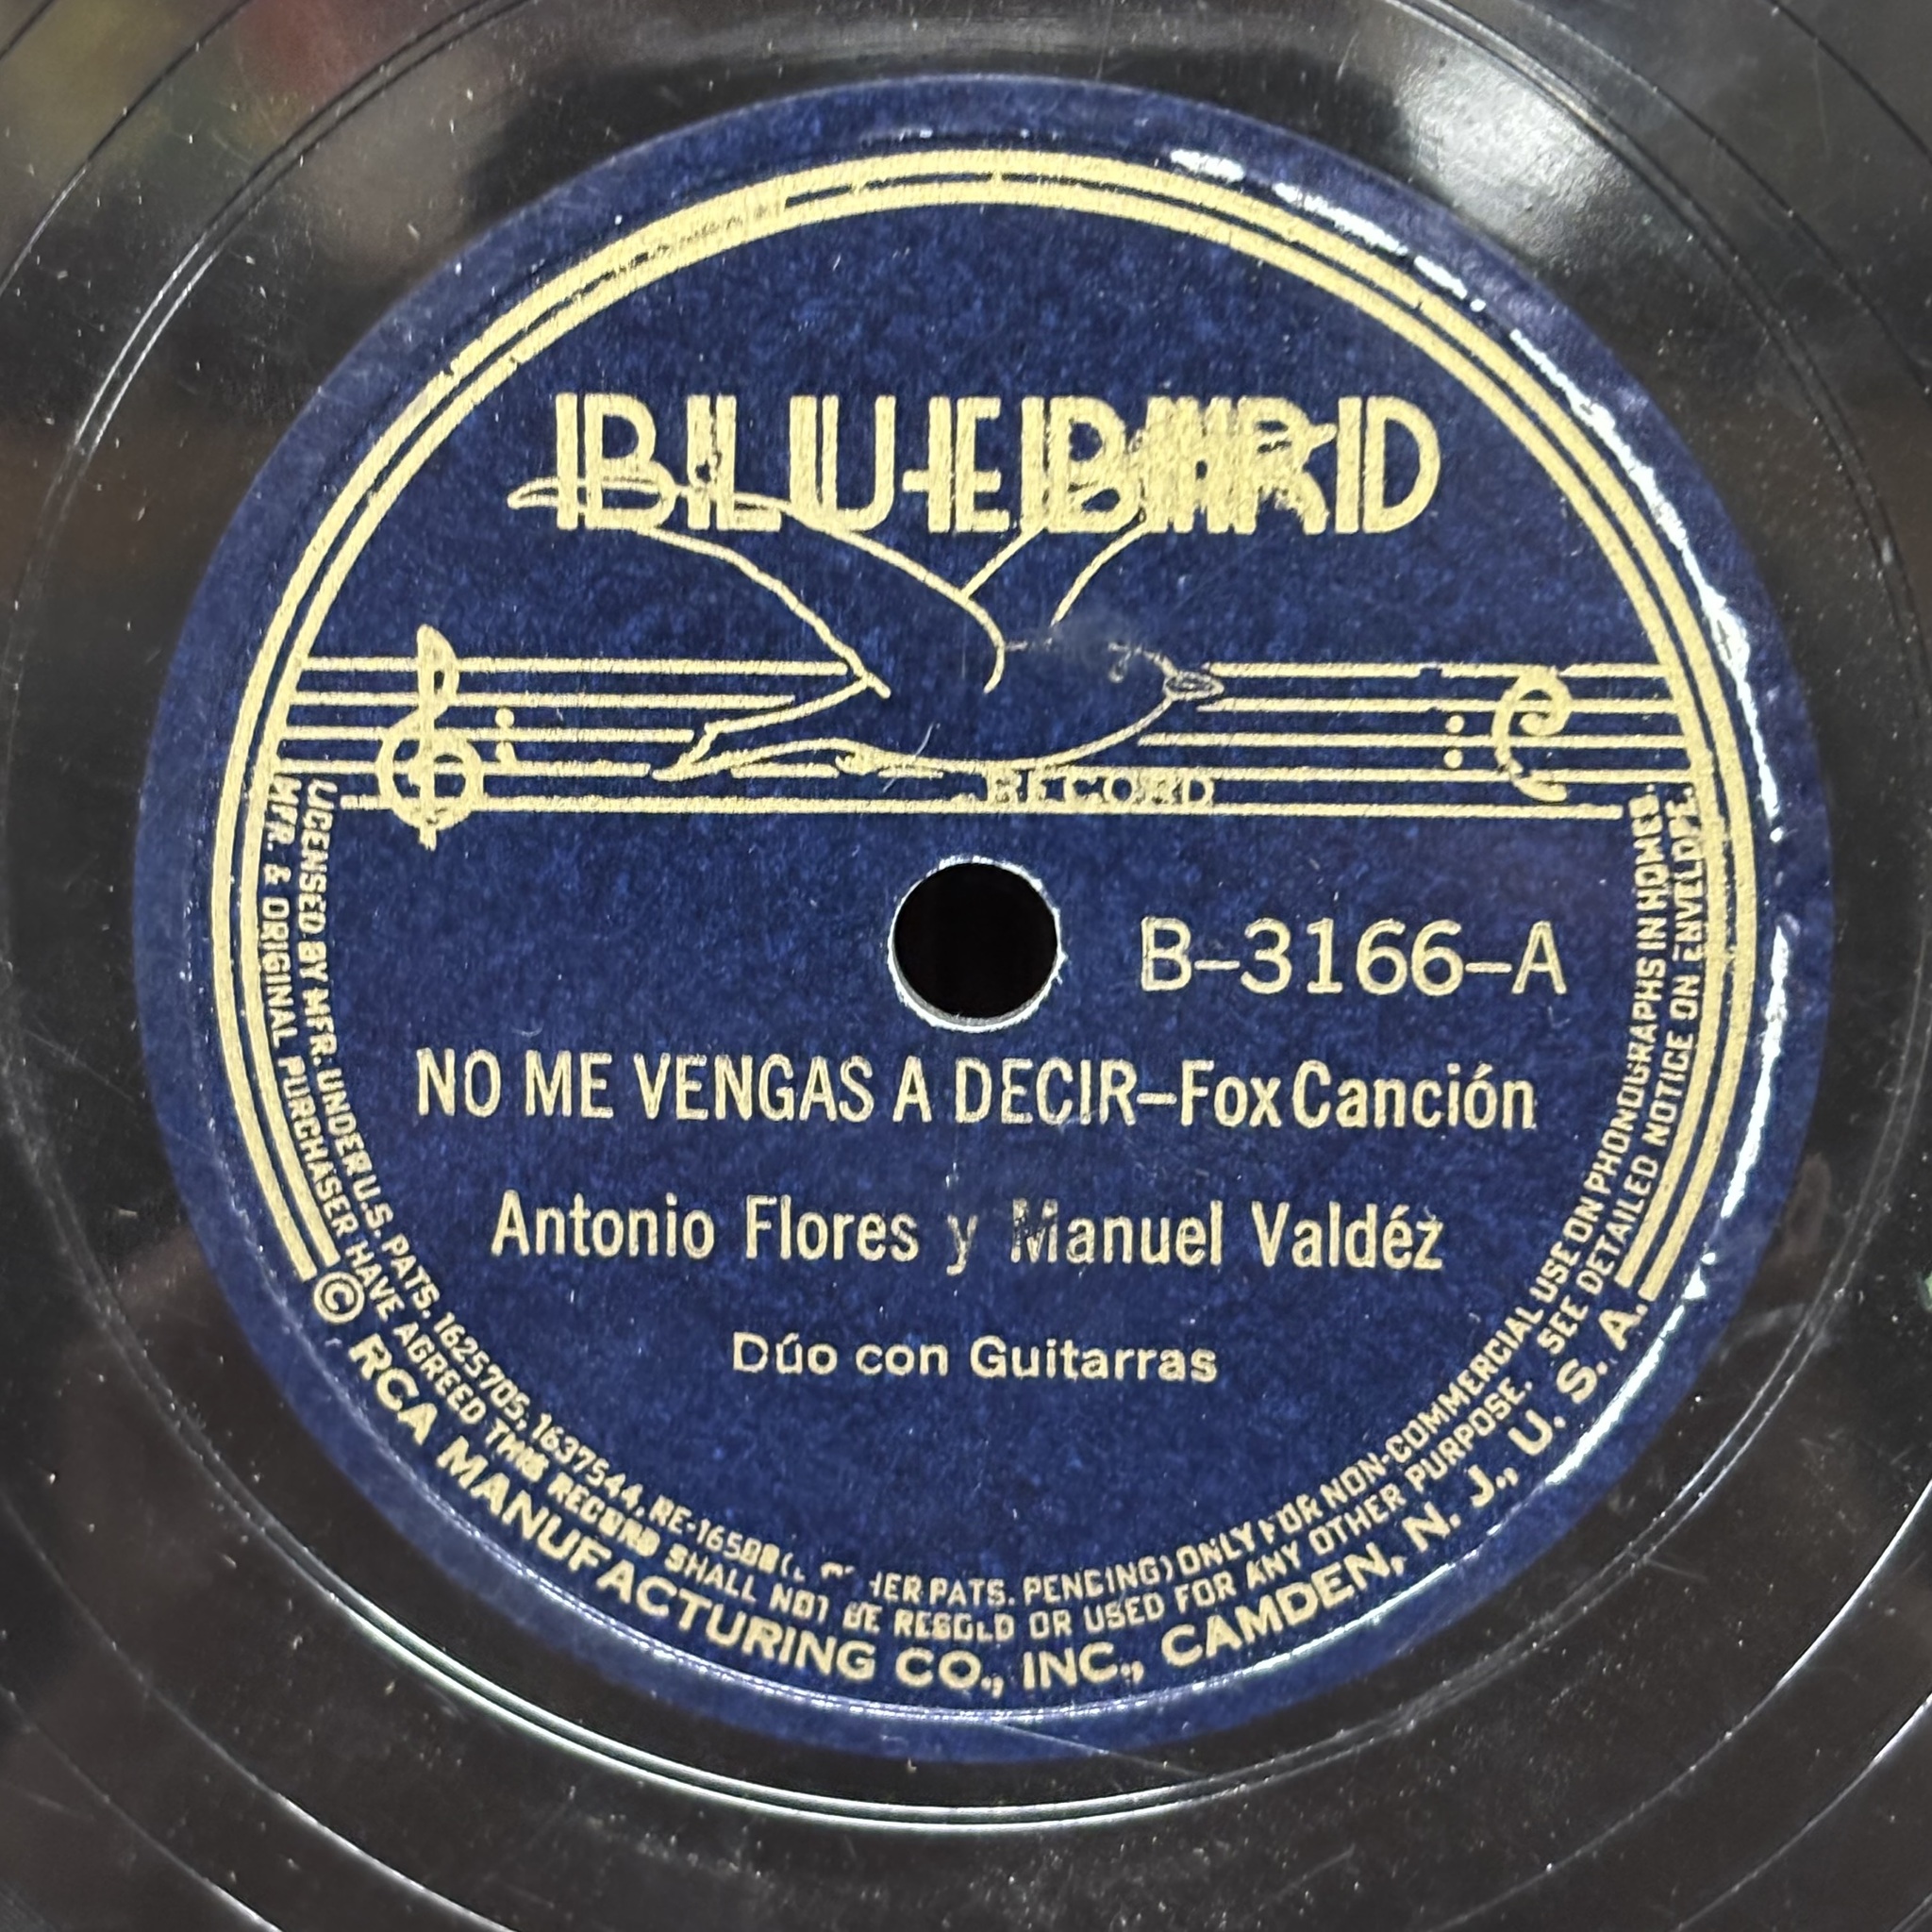 BLUEBIRD
RECORD
B–3166–A
NO ME VENGAS A DECIR–Fox Canción
Antonio Flores y Manuel Valdéz
Dúo con Guitarras
LICENSED BY MFR. UNDER U.S. PATS. 1625705, 1637544, RE-1658 PATS. PENDING) ONLY FOR NON-COMMERCIAL USE ON PHONOGRAPHS IN HOMES.
MFR. & ORIGINAL PURCHASER HAVE AGREED THIS RECORD SHALL NOT BE RESOLD OR USED FOR ANY OTHER PURPOSE. SEE DETAILED NOTICE ON ENVELOPE.
© RCA MANUFACTURING CO., INC., CAMDEN, N. J., U. S. A.